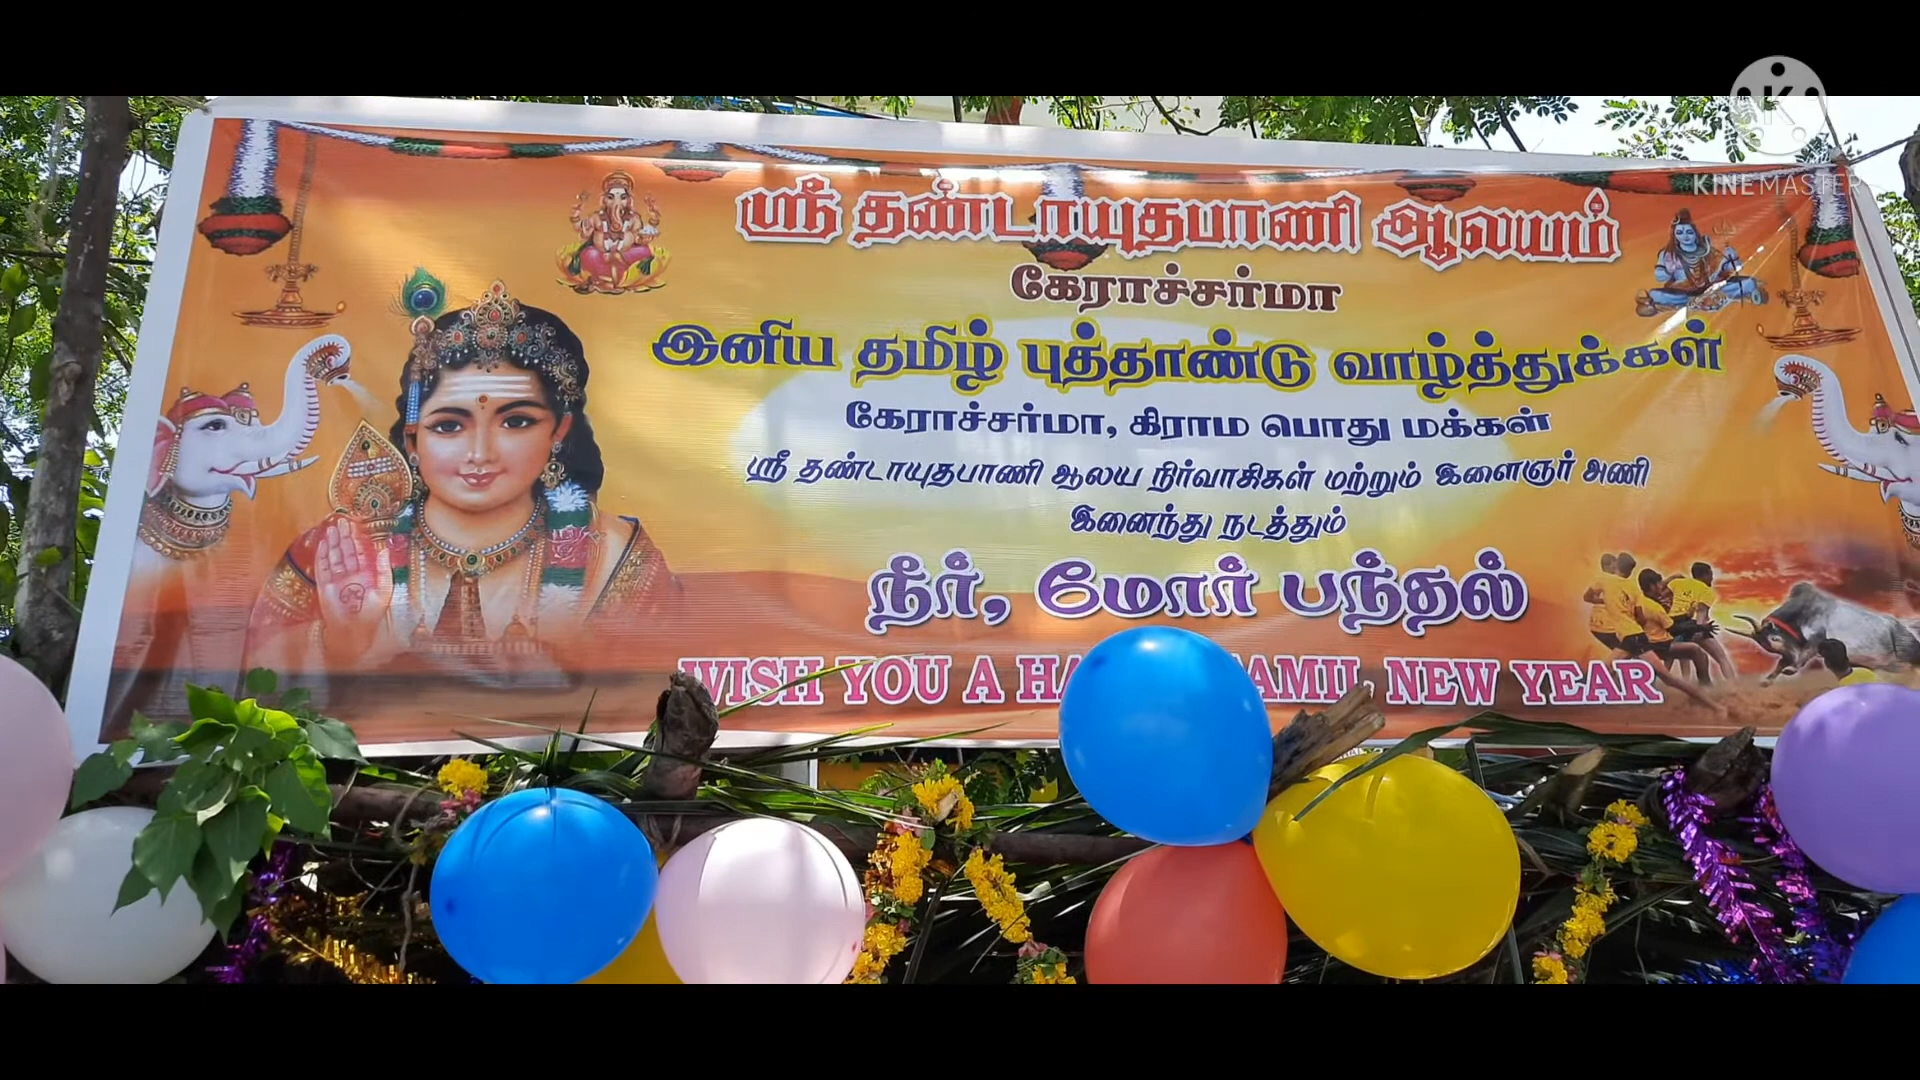 KINEMASTER
ஸ்ரீ தண்டாயுதபாணி ஆலயம்
கேராச்சர்மா
இனிய தமிழ் புத்தாண்டு வாழ்த்துக்கள்
கேராச்சர்மா, கிராம பொது மக்கள்
ஸ்ரீ தண்டாயுதபாணி ஆலய நிர்வாகிகள் மற்றும் இளைஞர் அணி
இனைந்து நடத்தும்
நீர், மோர் பந்தல்
WISH YOU A NEW YEAR